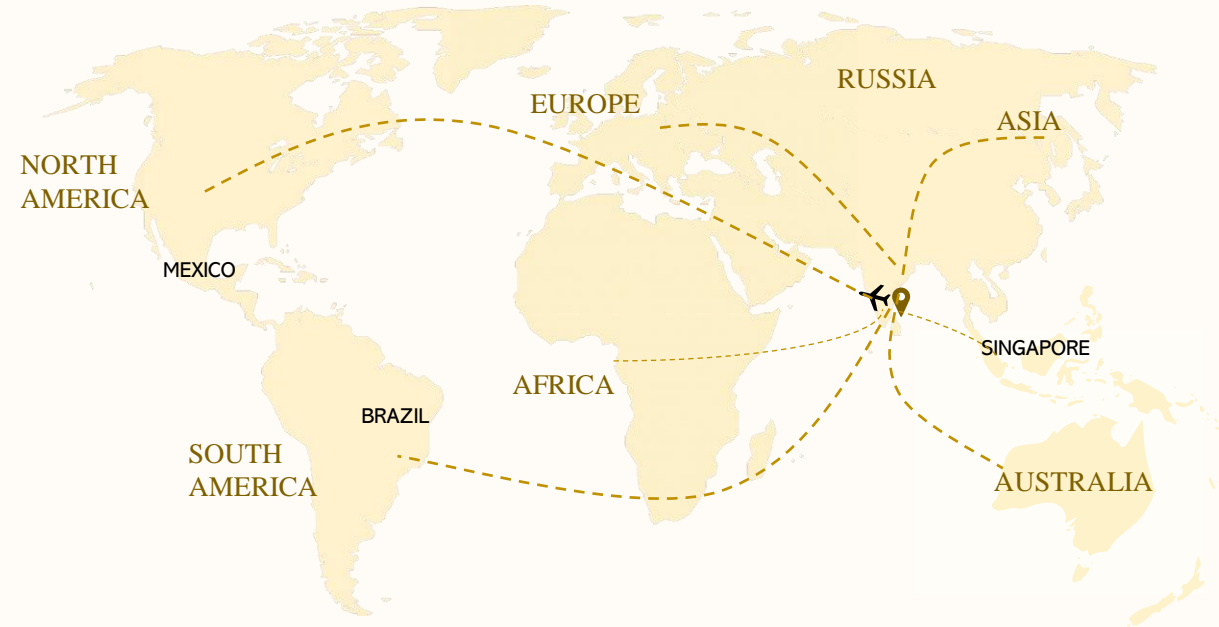 RUSSIA
EUROPE
ASIA
NORTH
AMERICA
MEXICO
SINGAPORE
AFRICA
BRAZIL
SOUTH
AMERICA
AUSTRALIA